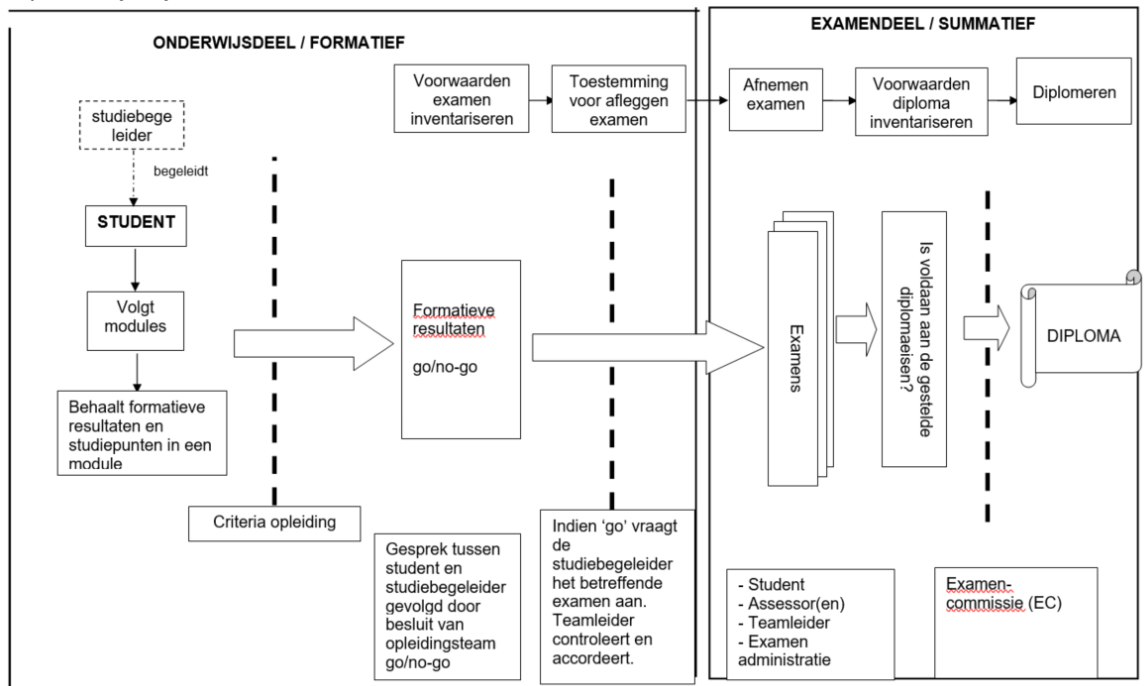 ONDERWIJSDEEL / FORMATIEF
EXAMENDEEL / SUMMATIEF
Voorwaarden
examen
inventariseren
Toestemming
voor afleggen
examen
Afnemen
examen
Voorwaarden
diploma
inventariseren
Diplomeren
studiebege
leider
begeleidt
STUDENT
Volgt
modules
Behaalt formatieve
resultaten en
studiepunten in een
module
Formatieve
resultaten
go/no-go
Examens
Is voldaan aan de gestelde
diplomaeisen?
DIPLOMA
Criteria opleiding
Gesprek tussen
student en
studiebegeleider
gevolgd door
besluit van
opleidingsteam
go/no-go
Indien ‘go’ vraagt
de
studiebegeleider
het betreffende
examen aan.
Teamleider
controleert en
accordeert.
- Student
- Assessor(en)
- Teamleider
- Examen
administratie
Examen-
commissie (EC)